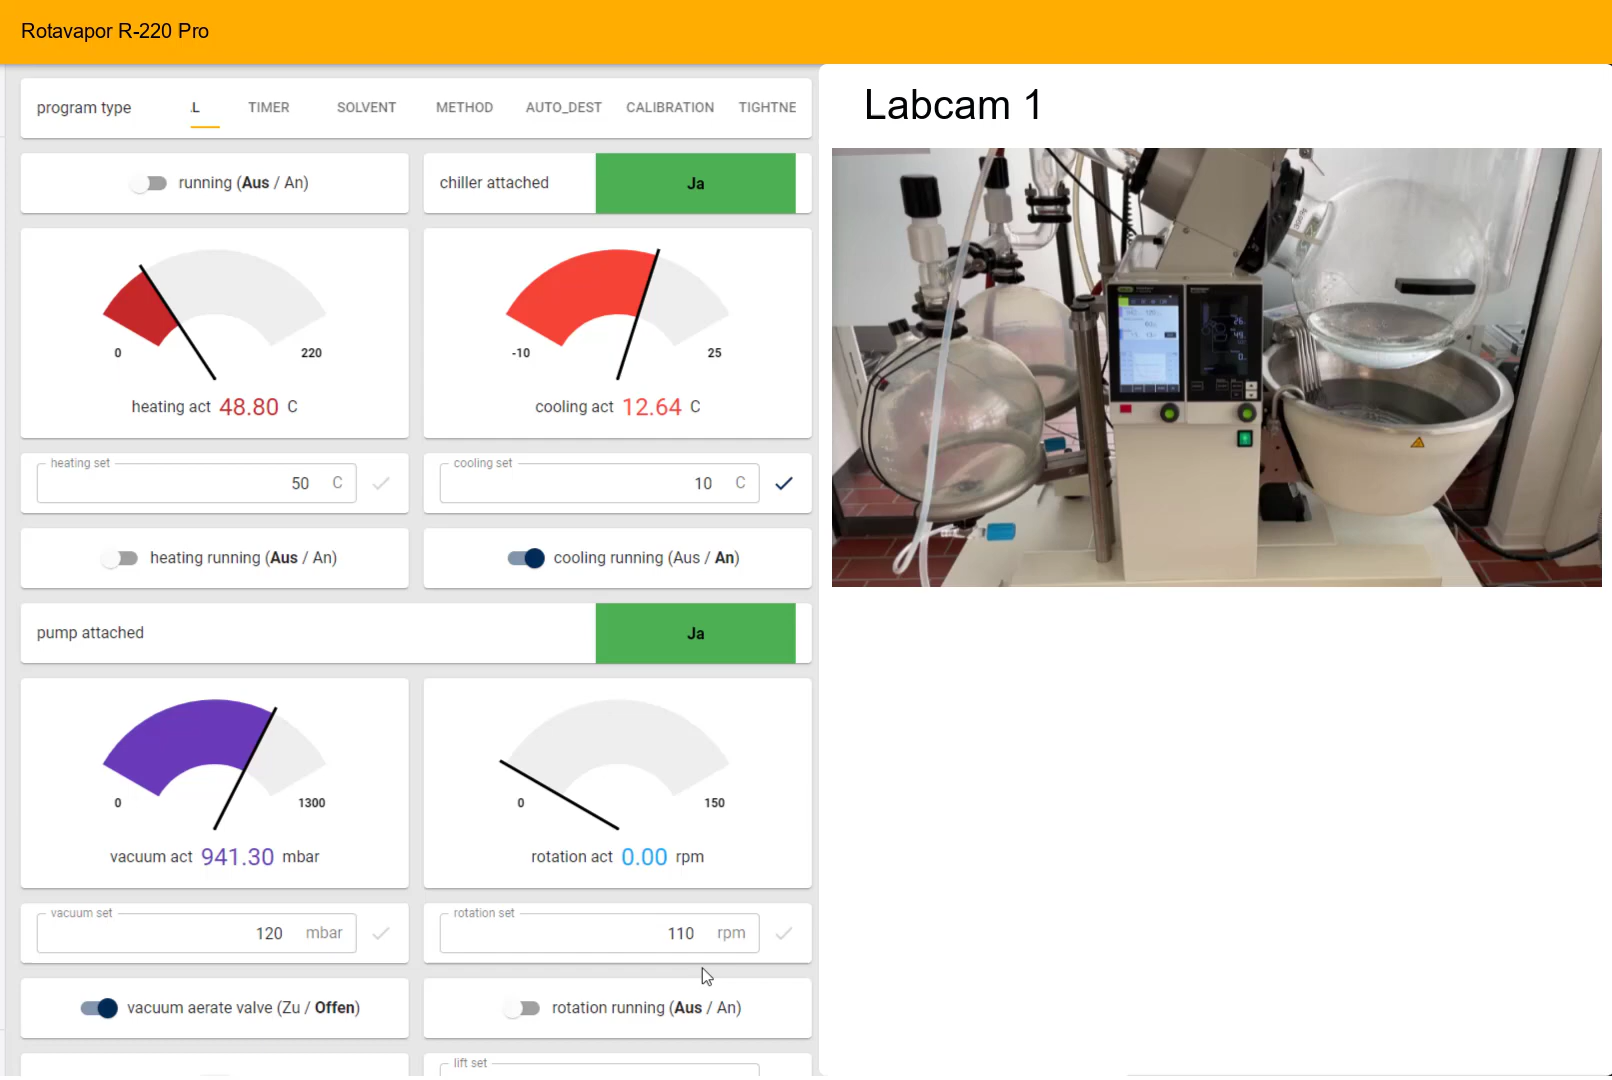 Rotavapor R-220 Pro
program type
.L
TIMER
SOLVENT
METHOD
AUTO_DEST
CALIBRATION
TIGHTNE
running (Aus / An)
chiller attached
Ja
0
220
heating act 48.80 C
-10
25
cooling act 12.64 C
heating set
50 C
cooling set
10 C
heating running (Aus / An)
cooling running (Aus / An)
pump attached
Ja
0
1300
vacuum act 941.30 mbar
0
150
rotation act 0.00 rpm
vacuum set
120 mbar
rotation set
110 rpm
vacuum aerate valve (Zu / Offen)
rotation running (Aus / An)
lift set
Labcam 1